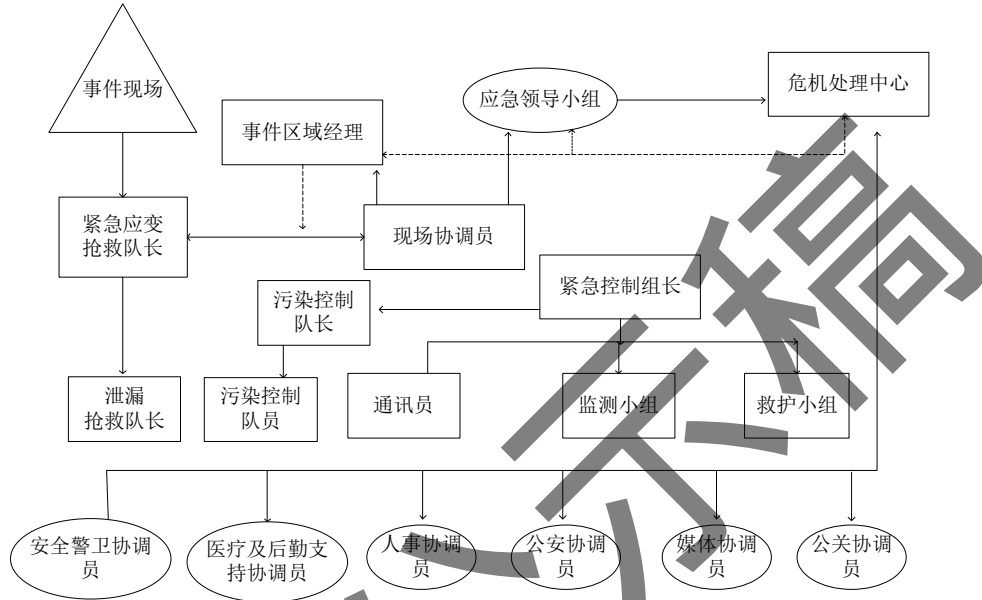 事件现场
事件区域经理
应急领导小组
危机处理中心
紧急应变
抢救队长
现场协调员
紧急控制组长
污染控制
队长
泄漏
抢救队长
污染控制
队员
通讯员
监测小组
救护小组
安全警卫协调
员
医疗及后勤支
持协调员
人事协调
员
公安协调
员
媒体协调
员
公关协调
员
示稿